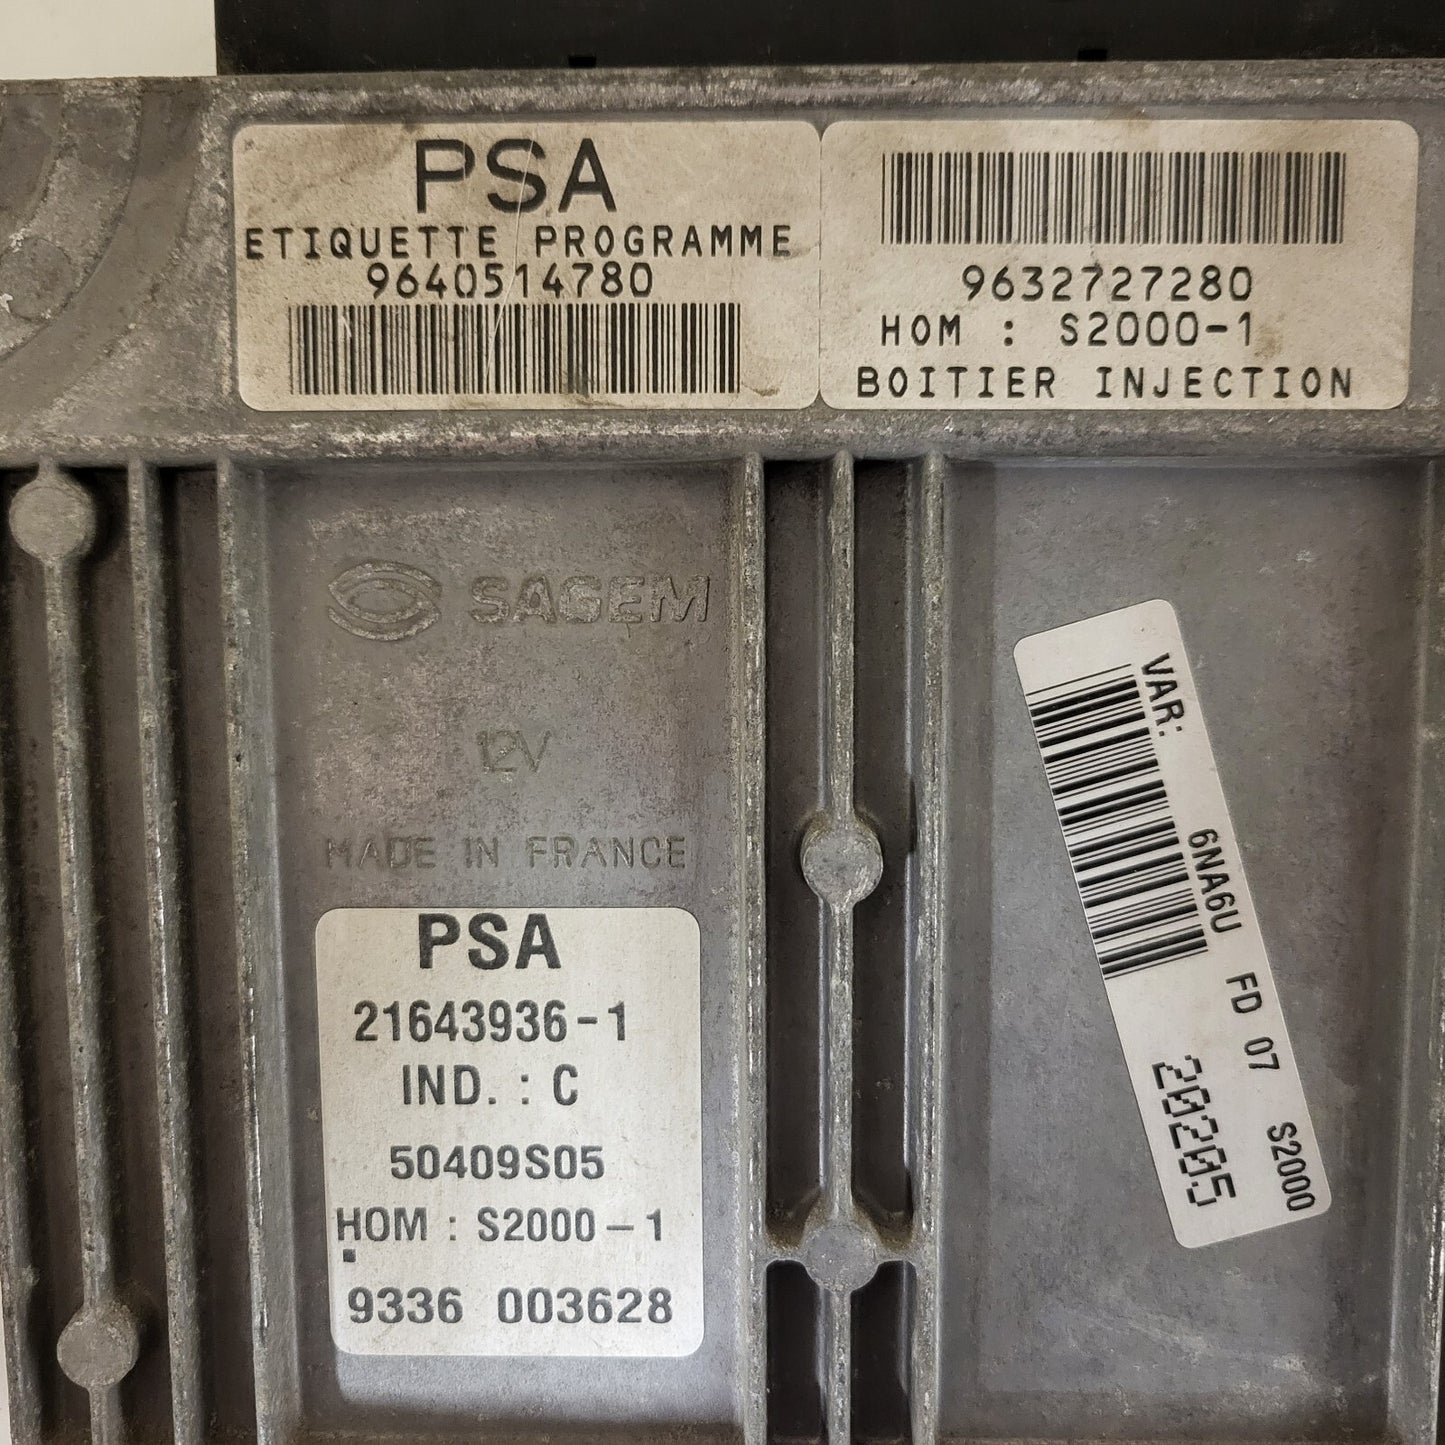 PSA
ETIQUETTE PROGRAMME
9640514780
9632727280
HOM : S2000-1
BOITIER INJECTION
SAGEM
12V
MADE IN FRANCE
PSA
21643936-1
IND. : C
50409S05
HOM : S2000-1
9336 003628
VAR: 6NA6U FD 07 S2000
20205